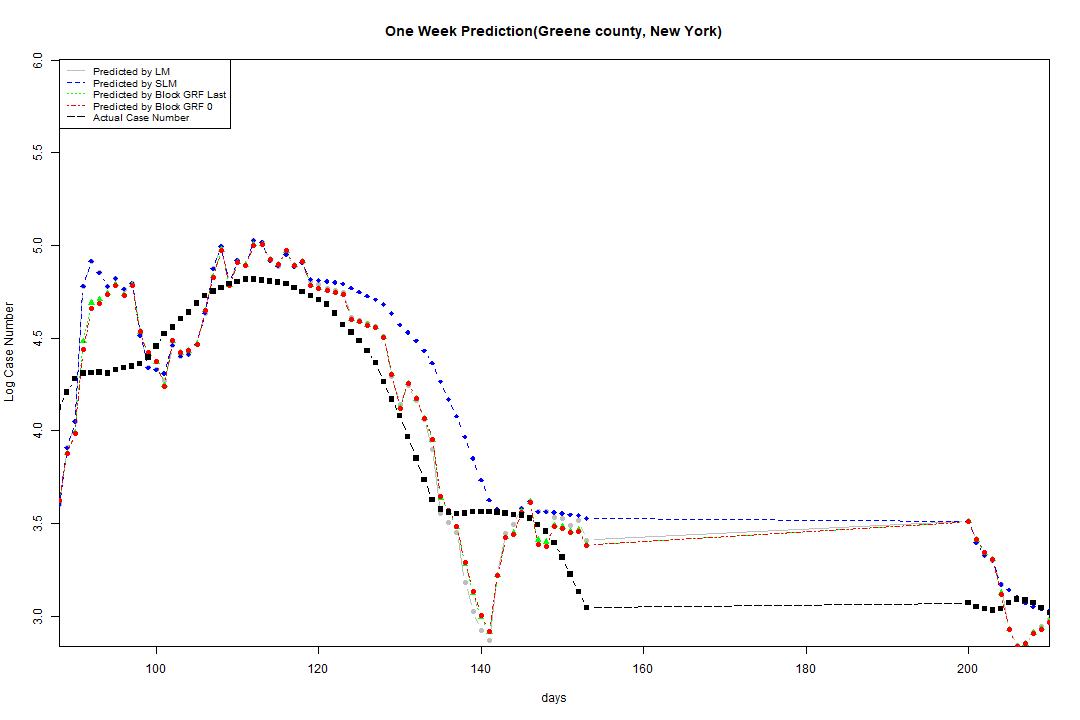 One Week Prediction(Greene county, New York)
Predicted by LM
Predicted by SLM
Predicted by Block GRF Last
Predicted by Block GRF 0
Actual Case Number
6.0
5.5
5.0
4.5
4.0
3.5
3.0
Log Case Number
100 120 140 160 180 200
days